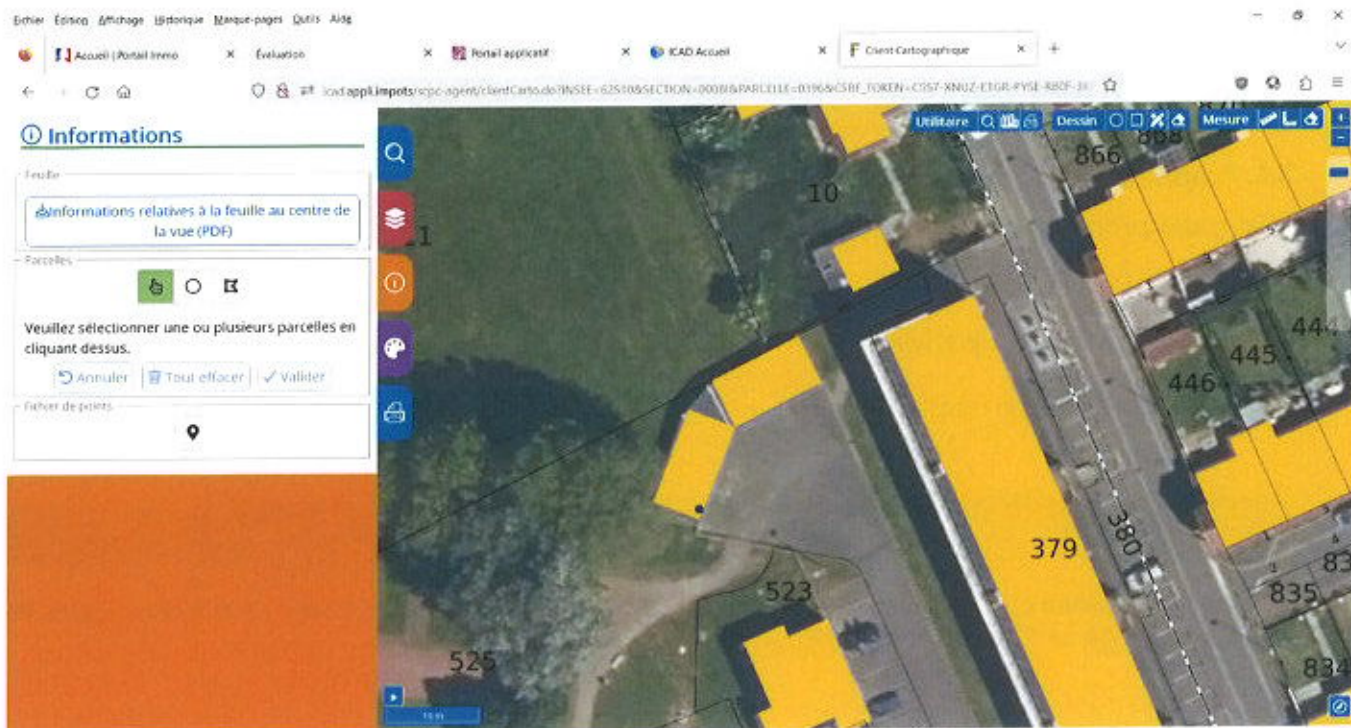 Fichier Édition Affichage Historique Marque-pages Outils Aide
Accueil | Portail Immo
Évaluation
Portail applicatif
ICAD Accueil
Client Cartographique
Informations
Feuille
Informations relatives à la feuille au centre de
la vue (PDF)
Parcelles
Veuillez sélectionner une ou plusieurs parcelles en
cliquant dessus.
Annuler Tout effacer Valider
Fichier de points
Utilitaire Dessin Mesure
866
868
10
444
445
446
379
380
523
835
525
834
10 m